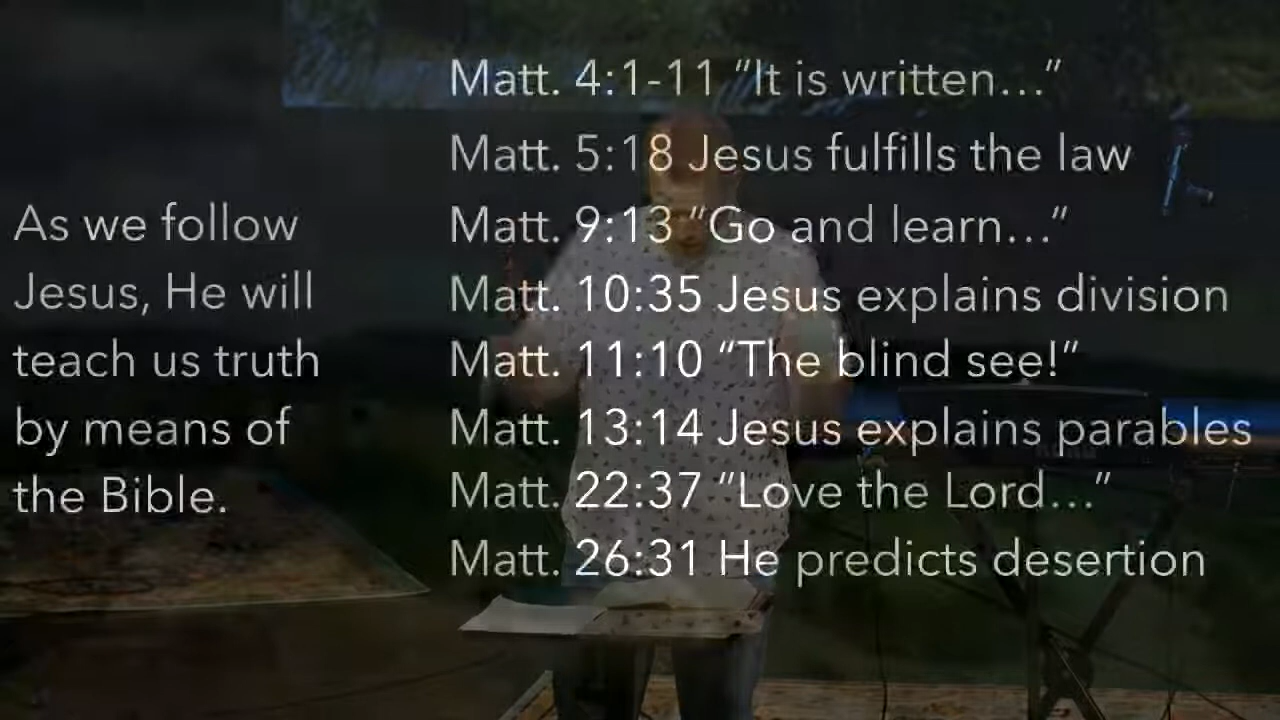 As we follow
Jesus, He will
teach us truth
by means of
the Bible.
Matt. 4:1-11 “It is written…”
Matt. 5:18 Jesus fulfills the law
Matt. 9:13 “Go and learn…”
Matt. 10:35 Jesus explains division
Matt. 11:10 “The blind see!”
Matt. 13:14 Jesus explains parables
Matt. 22:37 “Love the Lord…”
Matt. 26:31 He predicts desertion